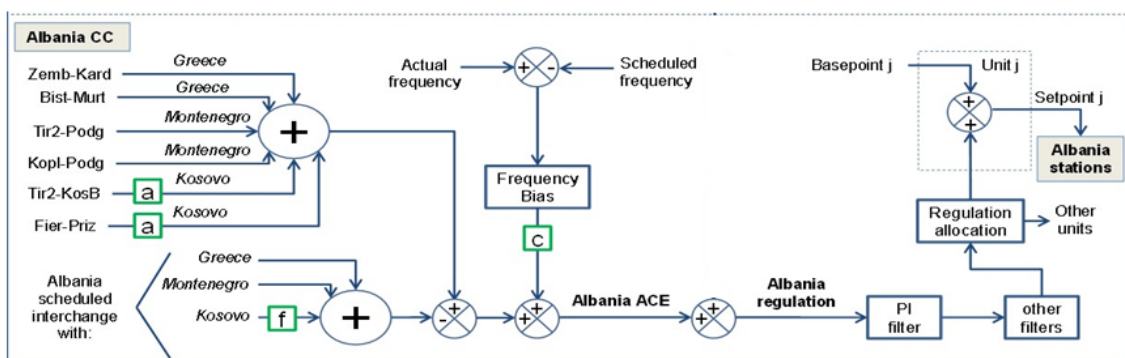 Albania CC
Zemb-Kard
Greece
Bist-Murt
Greece
Tir2-Podg
Montenegro
Kopl-Podg
Montenegro
Tir2-KosB
a
Kosovo
Fier-Priz
a
Kosovo
+
Albania
scheduled
interchange
with:
Greece
Montenegro
Kosovo
f
+
- +
Actual
frequency
+ -
Scheduled
frequency
Frequency
Bias
c
+
+
Albania ACE
+
+
Albania
regulation
PI
filter
other
filters
Regulation
allocation
Other
units
Basepoint j
Unit j
+
+
Setpoint j
Albania
stations